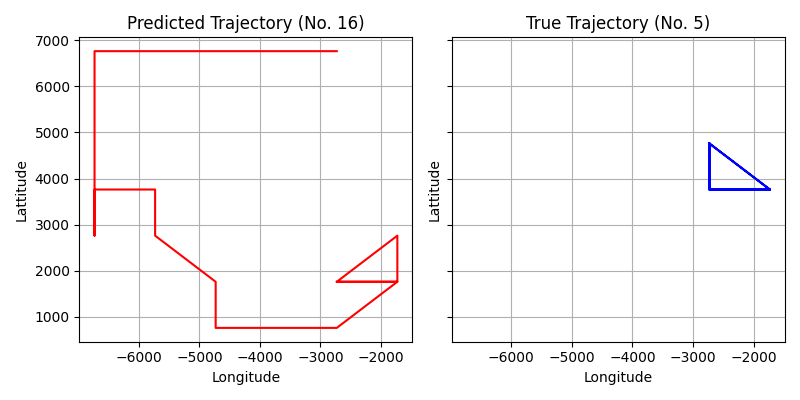 Predicted Trajectory (No. 16)
7000
6000
5000
4000
3000
2000
1000
Lattitude
−6000 −5000 −4000 −3000 −2000
Longitude
True Trajectory (No. 5)
Lattitude
−6000 −5000 −4000 −3000 −2000
Longitude